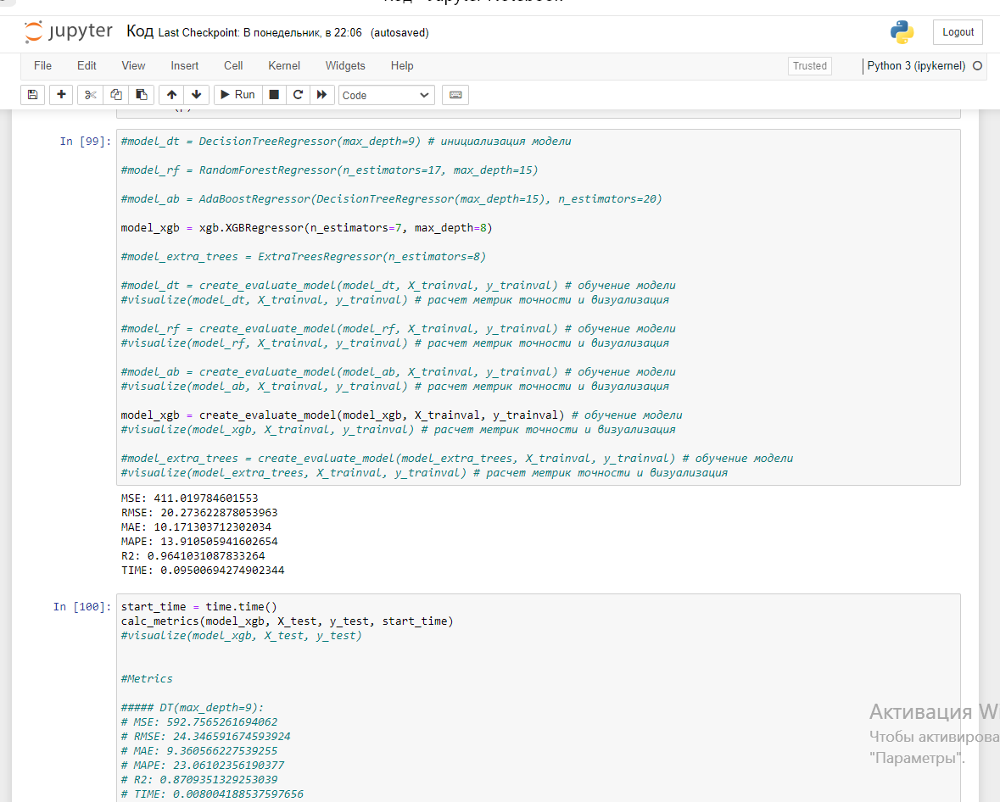 jupyter Код Last Checkpoint: В понедельник, в 22:06 (autosaved) Logout
File Edit View Insert Cell Kernel Widgets Help Trusted Python 3 (ipykernel)
Run Code
In [99]: #model_dt = DecisionTreeRegressor(max_depth=9) # инициализация модели
#model_rf = RandomForestRegressor(n_estimators=17, max_depth=15)
#model_ab = AdaBoostRegressor(DecisionTreeRegressor(max_depth=15), n_estimators=20)
model_xgb = xgb.XGBRegressor(n_estimators=7, max_depth=8)
#model_extra_trees = ExtraTreesRegressor(n_estimators=8)
#model_dt = create_evaluate_model(model_dt, X_trainval, y_trainval) # обучение модели
#visualize(model_dt, X_trainval, y_trainval) # расчет метрик точности и визуализация
#model_rf = create_evaluate_model(model_rf, X_trainval, y_trainval) # обучение модели
#visualize(model_rf, X_trainval, y_trainval) # расчет метрик точности и визуализация
#model_ab = create_evaluate_model(model_ab, X_trainval, y_trainval) # обучение модели
#visualize(model_ab, X_trainval, y_trainval) # расчет метрик точности и визуализация
model_xgb = create_evaluate_model(model_xgb, X_trainval, y_trainval) # обучение модели
#visualize(model_xgb, X_trainval, y_trainval) # расчет метрик точности и визуализация
#model_extra_trees = create_evaluate_model(model_extra_trees, X_trainval, y_trainval) # обучение модели
#visualize(model_extra_trees, X_trainval, y_trainval) # расчет метрик точности и визуализация
MSE: 411.019784601553
RMSE: 20.273622878053963
MAE: 10.171303712302034
MAPE: 13.910505941602654
R2: 0.9641031087833264
TIME: 0.09500694274902344
In [100]: start_time = time.time()
calc_metrics(model_xgb, X_test, y_test, start_time)
#visualize(model_xgb, X_test, y_test)
#Metrics
##### DT(max_depth=9):
# MSE: 592.7565261694062
# RMSE: 24.346591674593924
# MAE: 9.360566227539255
# MAPE: 23.06102356190377
# R2: 0.8709351329253039
# TIME: 0.008004188537597656
Активация W
Чтобы активирова
"Параметры".